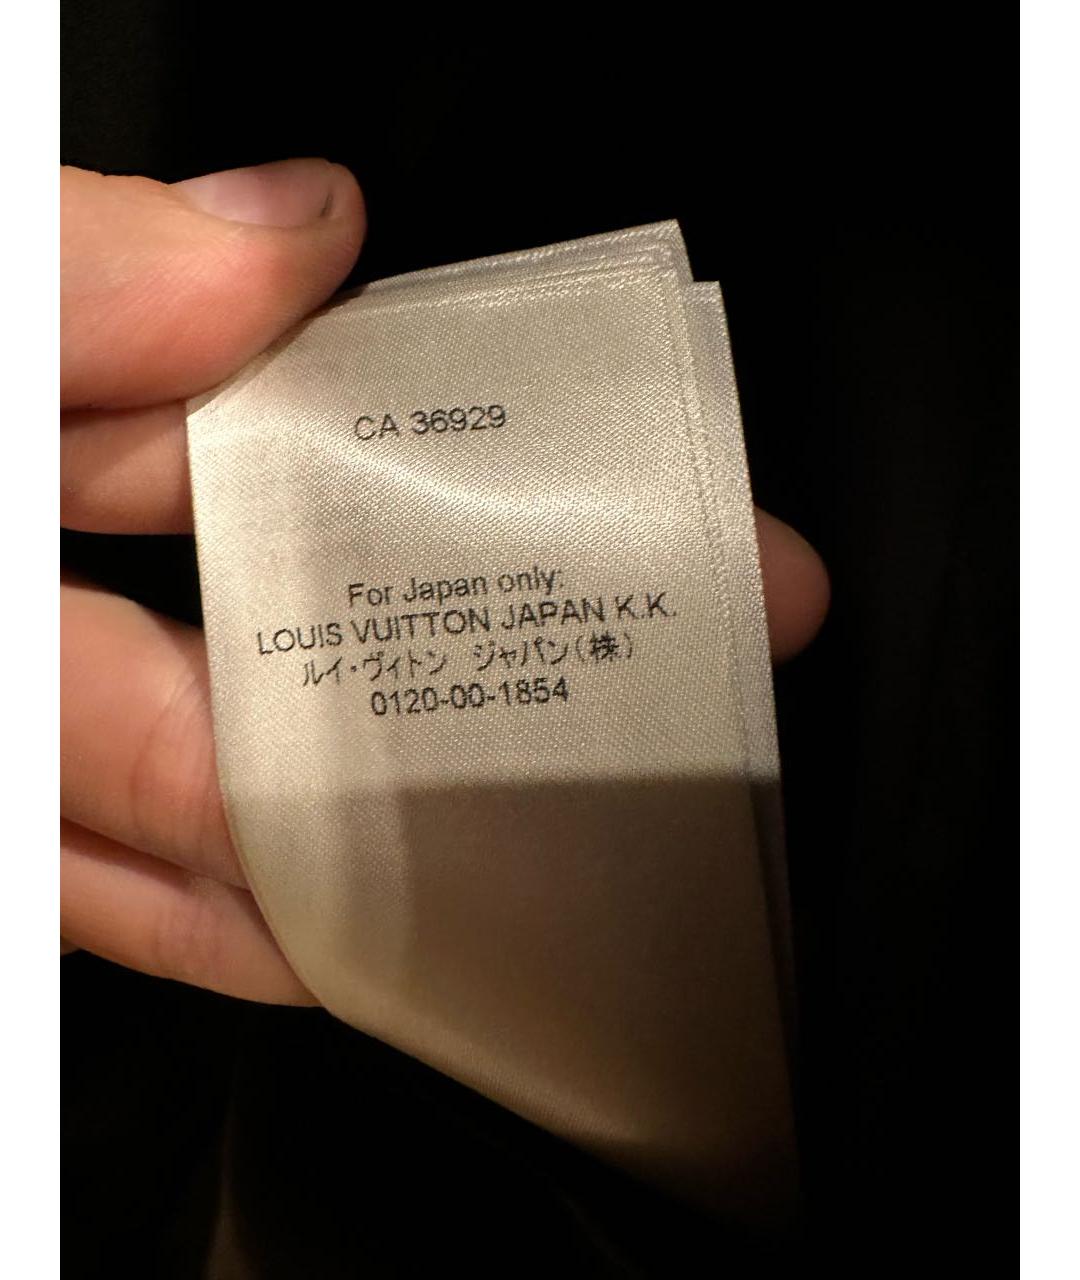 CA 36929
For Japan only:
LOUIS VUITTON JAPAN K.K.
ルイ・ヴィトン ジャパン(株)
0120-00-1854